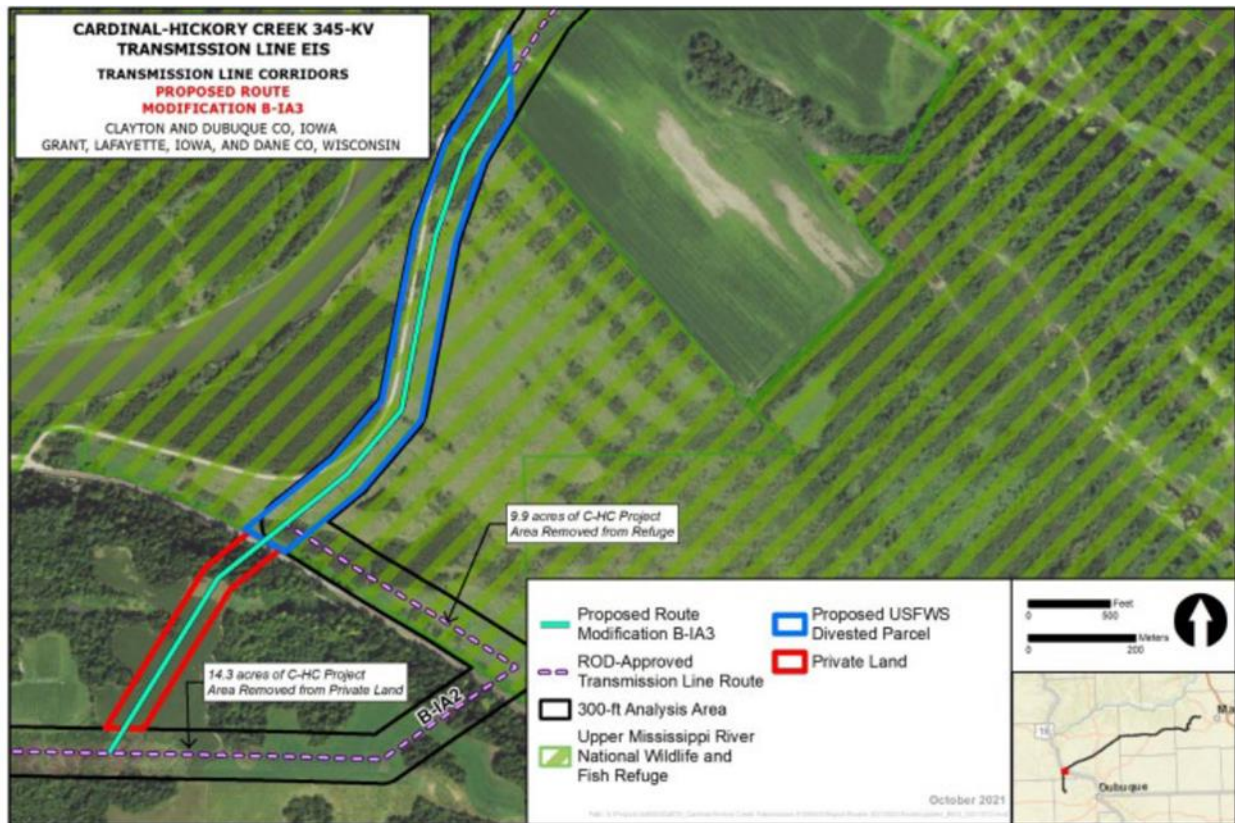 CARDINAL-HICKORY CREEK 345-KV
TRANSMISSION LINE EIS
TRANSMISSION LINE CORRIDORS
PROPOSED ROUTE
MODIFICATION B-IA3
CLAYTON AND DUBUQUE CO, IOWA
GRANT, LAFAYETTE, IOWA, AND DANE CO, WISCONSIN
9.9 acres of C-HC Project
Area Removed from Refuge
14.3 acres of C-HC Project
Area Removed from Private Land
B-IA2
Proposed Route
Modification B-IA3
ROD-Approved
Transmission Line Route
300-ft Analysis Area
Upper Mississippi River
National Wildlife and
Fish Refuge
Proposed USFWS
Divested Parcel
Private Land
October 2021
Feet
0 500
Meters
0 200
Ma
Dubuque